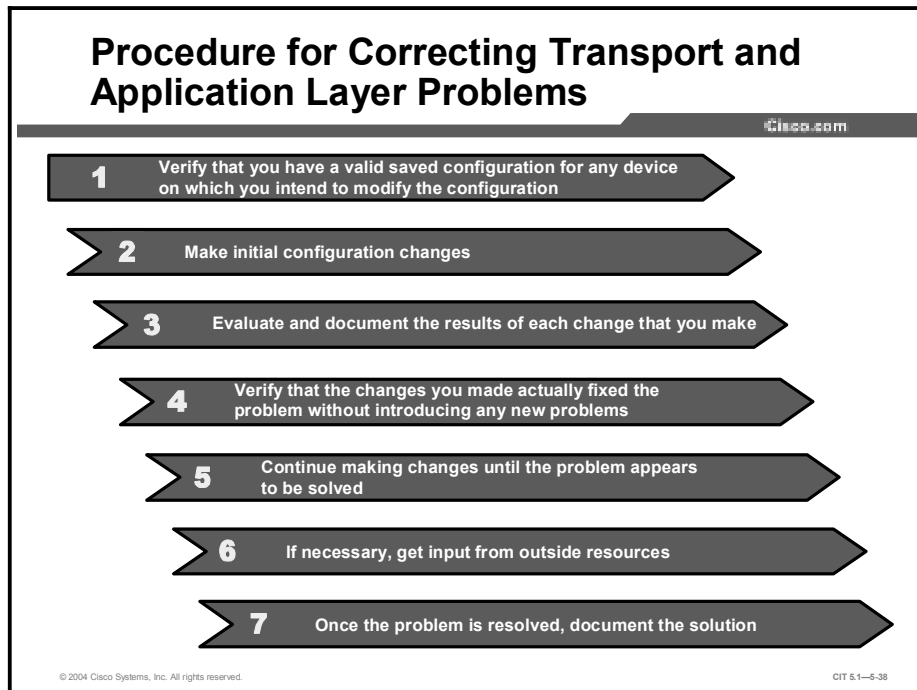 Procedure for Correcting Transport and
Application Layer Problems
Cisco.com
1
Verify that you have a valid saved configuration for any device
on which you intend to modify the configuration
2
Make initial configuration changes
3
Evaluate and document the results of each change that you make
4
Verify that the changes you made actually fixed the
problem without introducing any new problems
5
Continue making changes until the problem appears
to be solved
6
If necessary, get input from outside resources
7
Once the problem is resolved, document the solution
© 2004 Cisco Systems, Inc. All rights reserved.
CIT 5.1—5-38